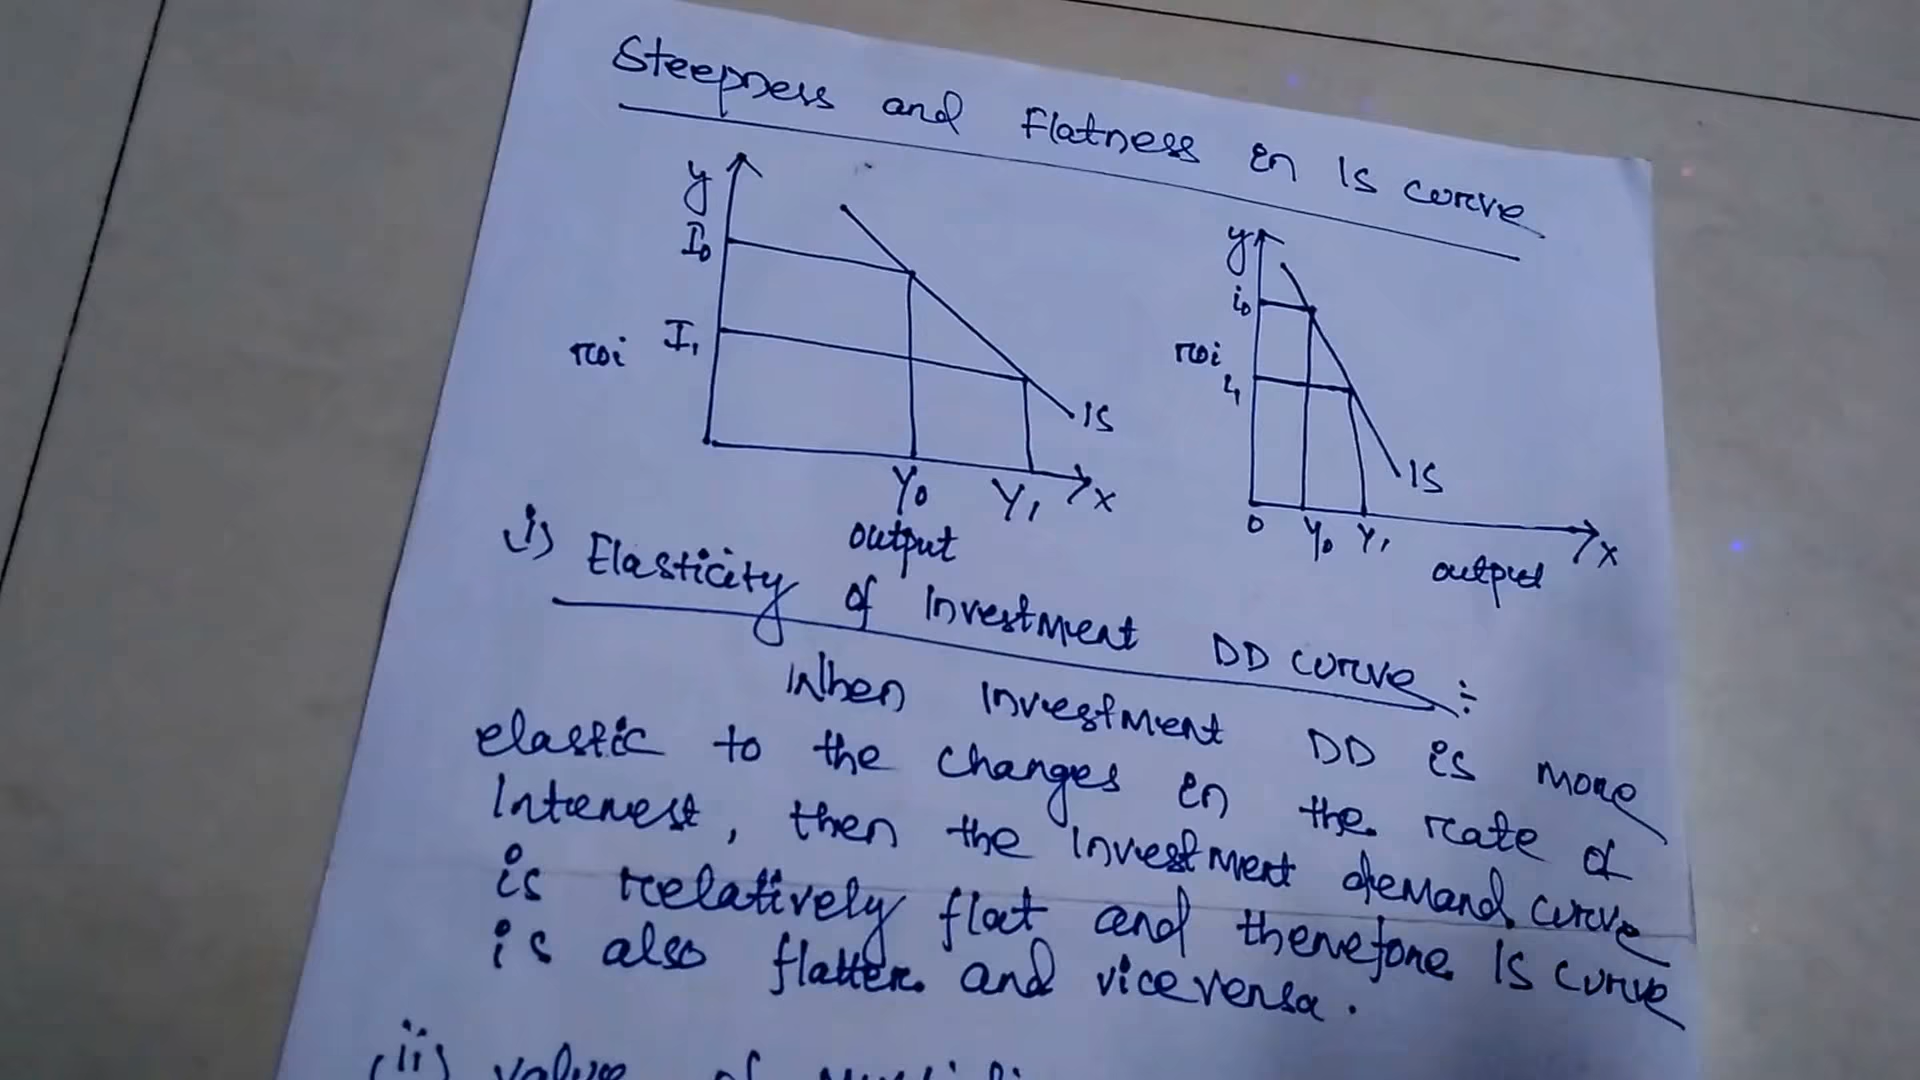 Steepness and flatness in IS curve
y
I0
I1
roi
IS
Y0
Y1
x
output
y
i0
roi
i1
IS
0
Y0
Y1
x
output
i) Elasticity of Investment DD curve :-
When investment DD is more
elastic to the changes in the rate of
Interest, then the investment demand curve
is relatively flat and therefore IS curve
is also flatter and vice versa.
(ii) value of